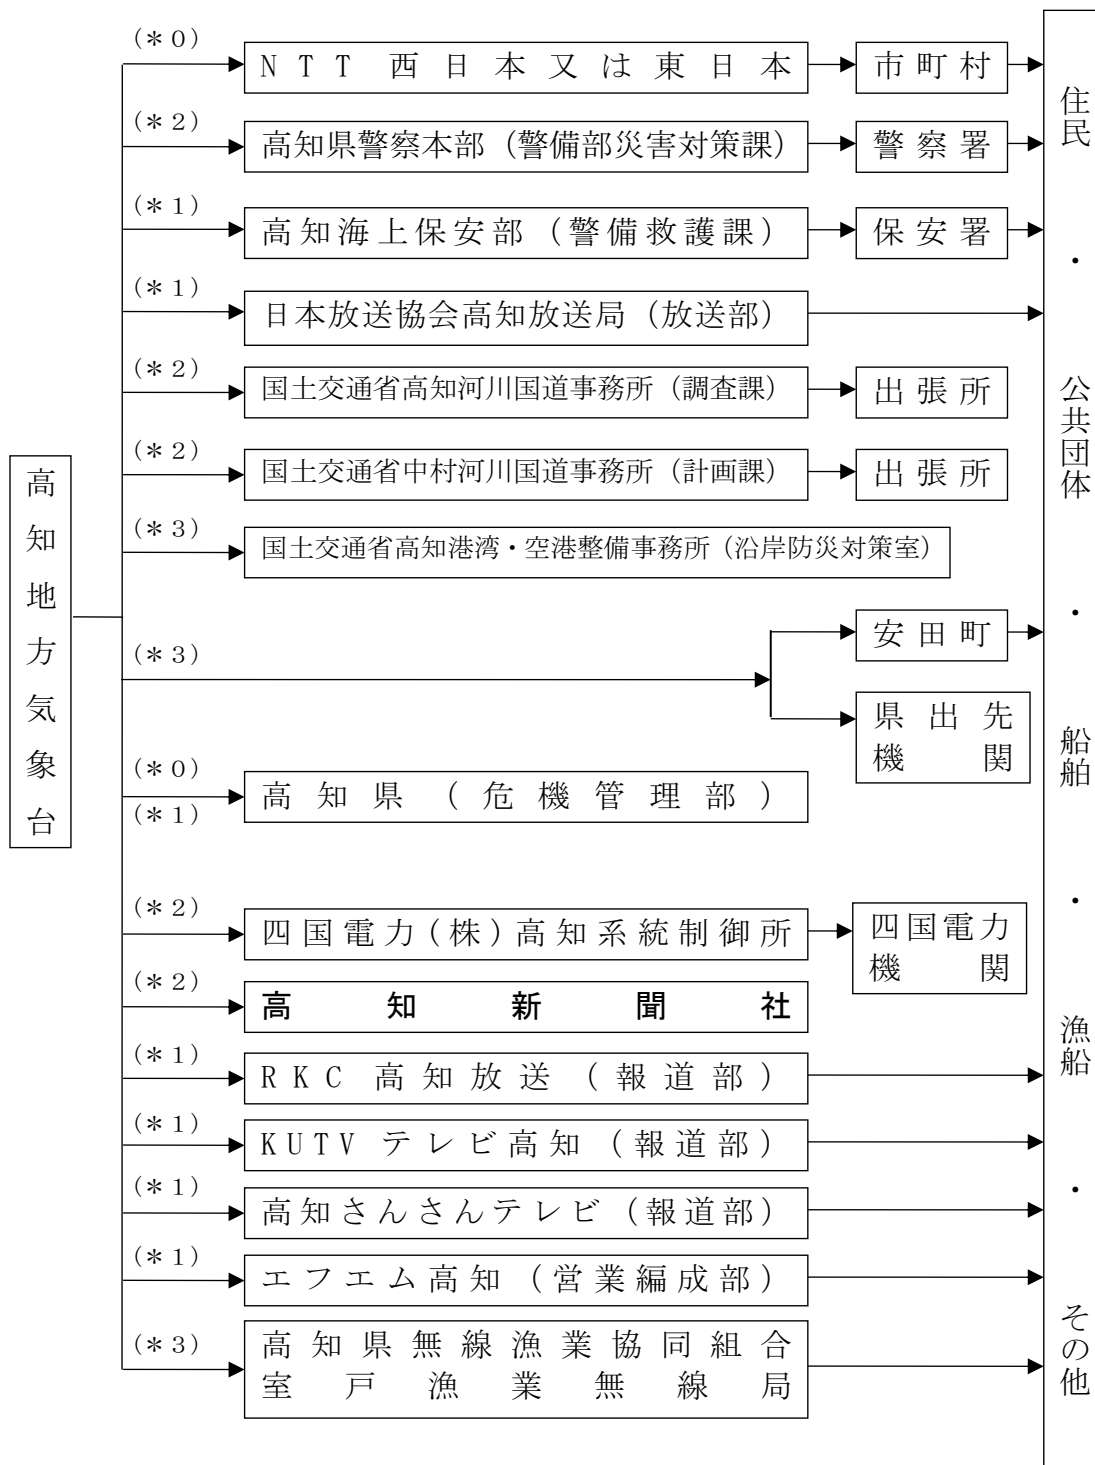 (＊0)
NTT 西日本又は東日本
市町村
(＊2)
高知県警察本部（警備部災害対策課）
警察署
(＊1)
高知海上保安部（警備救護課）
保安署
(＊1)
日本放送協会高知放送局（放送部）
(＊2)
国土交通省高知河川国道事務所（調査課）
出張所
(＊2)
国土交通省中村河川国道事務所（計画課）
出張所
(＊3)
国土交通省高知港湾・空港整備事務所（沿岸防災対策室）
高知地方気象台
(＊3)
安田町
県出先
機関
(＊0)
(＊1)
高知県（危機管理部）
(＊2)
四国電力(株)高知系統制御所
四国電力
機関
(＊2)
高知新聞社
(＊1)
RKC 高知放送（報道部）
(＊1)
KUTV テレビ高知（報道部）
(＊1)
高知さんさんテレビ（報道部）
(＊1)
エフエム高知（営業編成部）
(＊3)
高知県無線漁業協同組合
室戸漁業無線局
住民・公共団体・船舶・漁船・その他